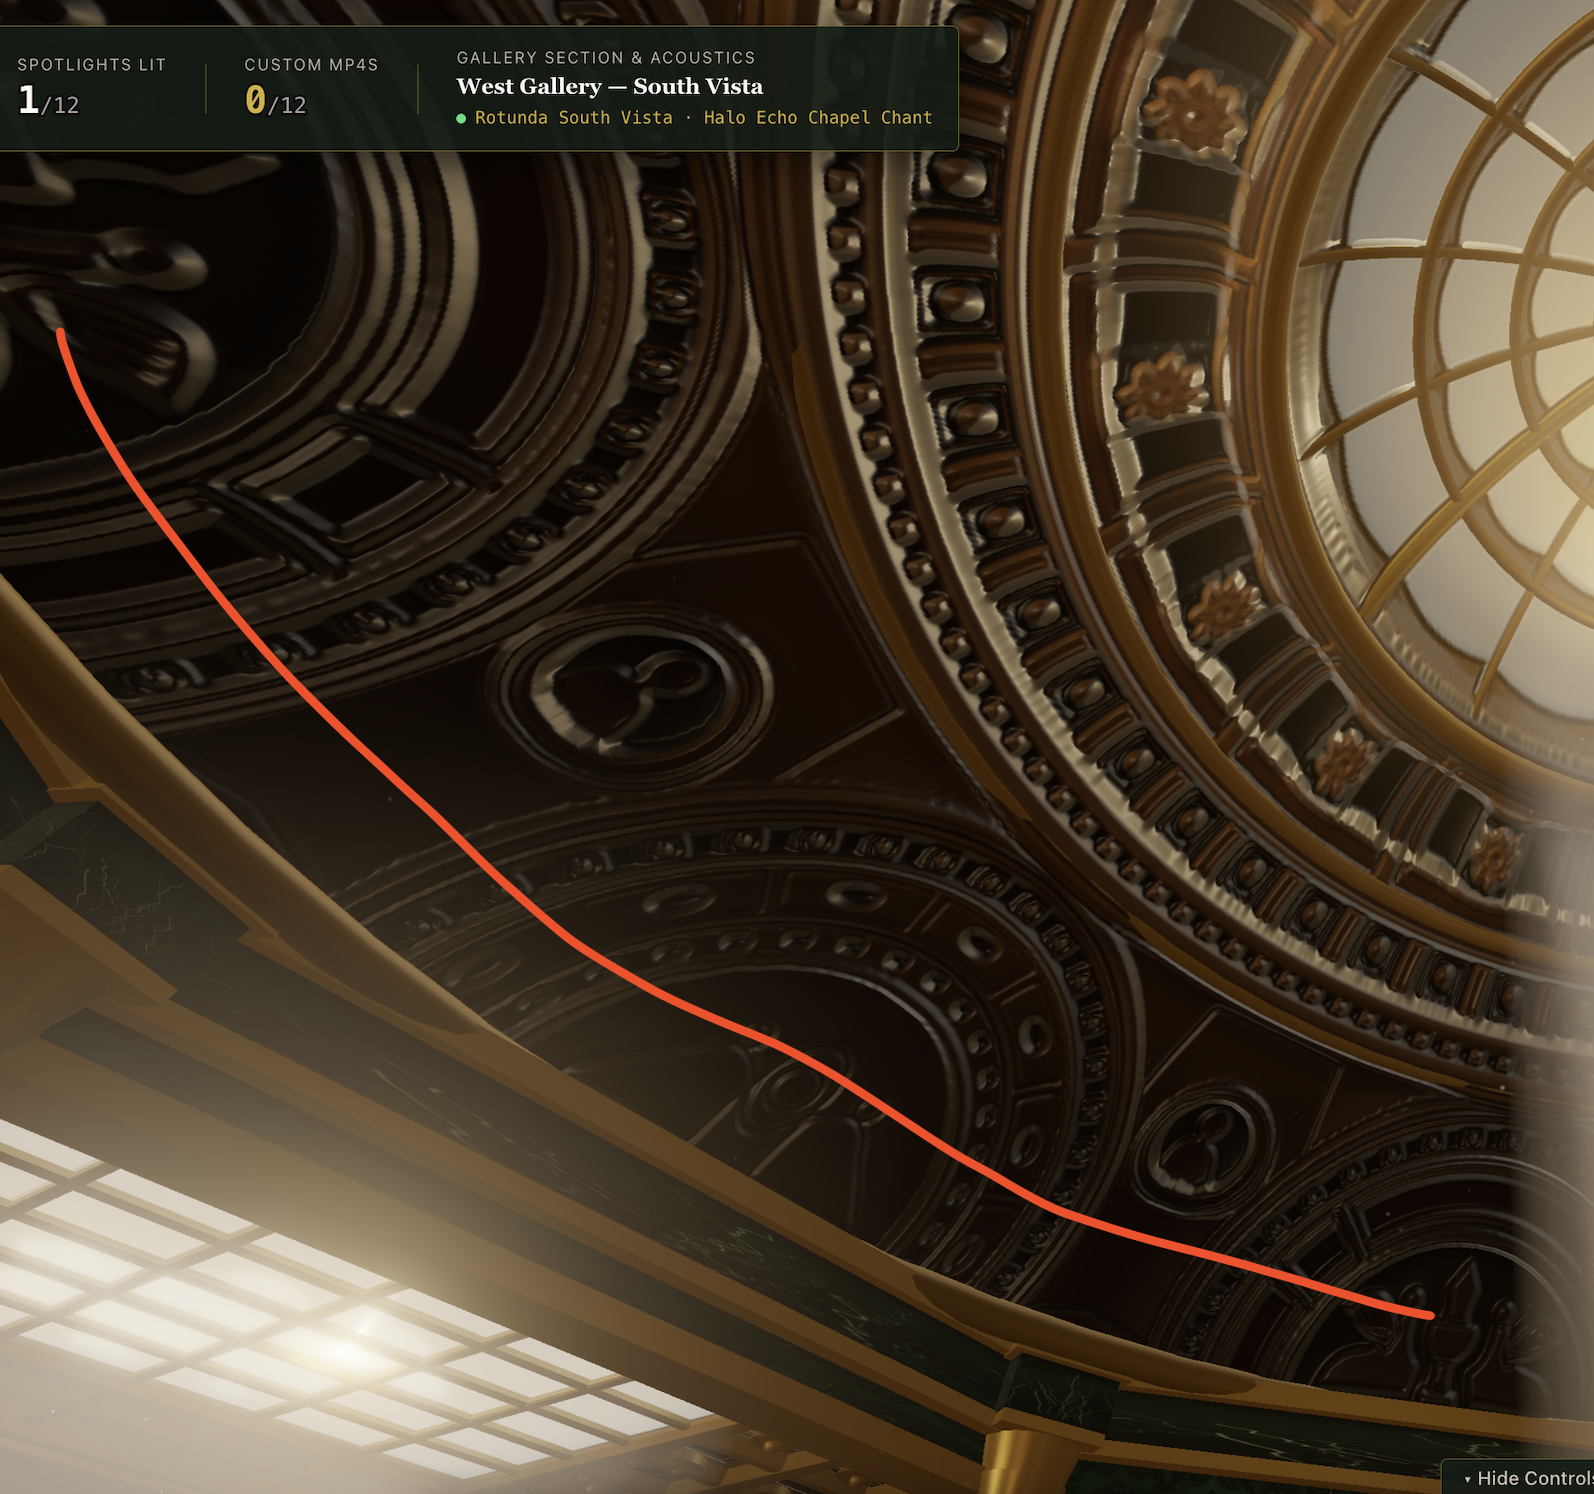 SPOTLIGHTS LIT
1/12
CUSTOM MP4S
0/12
GALLERY SECTION & ACOUSTICS
West Gallery — South Vista
Rotunda South Vista · Halo Echo Chapel Chant
▾ Hide Controls